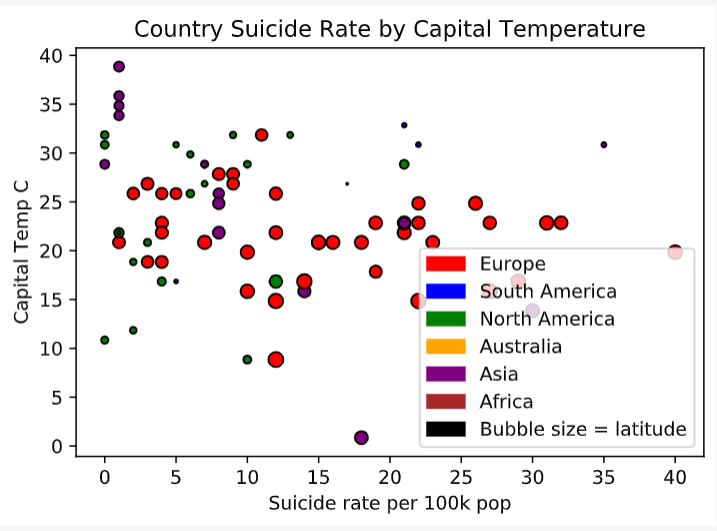 Country Suicide Rate by Capital Temperature
40
35
30
25
20
15
10
5
0
Capital Temp C
Europe
South America
North America
Australia
Asia
Africa
Bubble size = latitude
0 5 10 15 20 25 30 35 40
Suicide rate per 100k pop